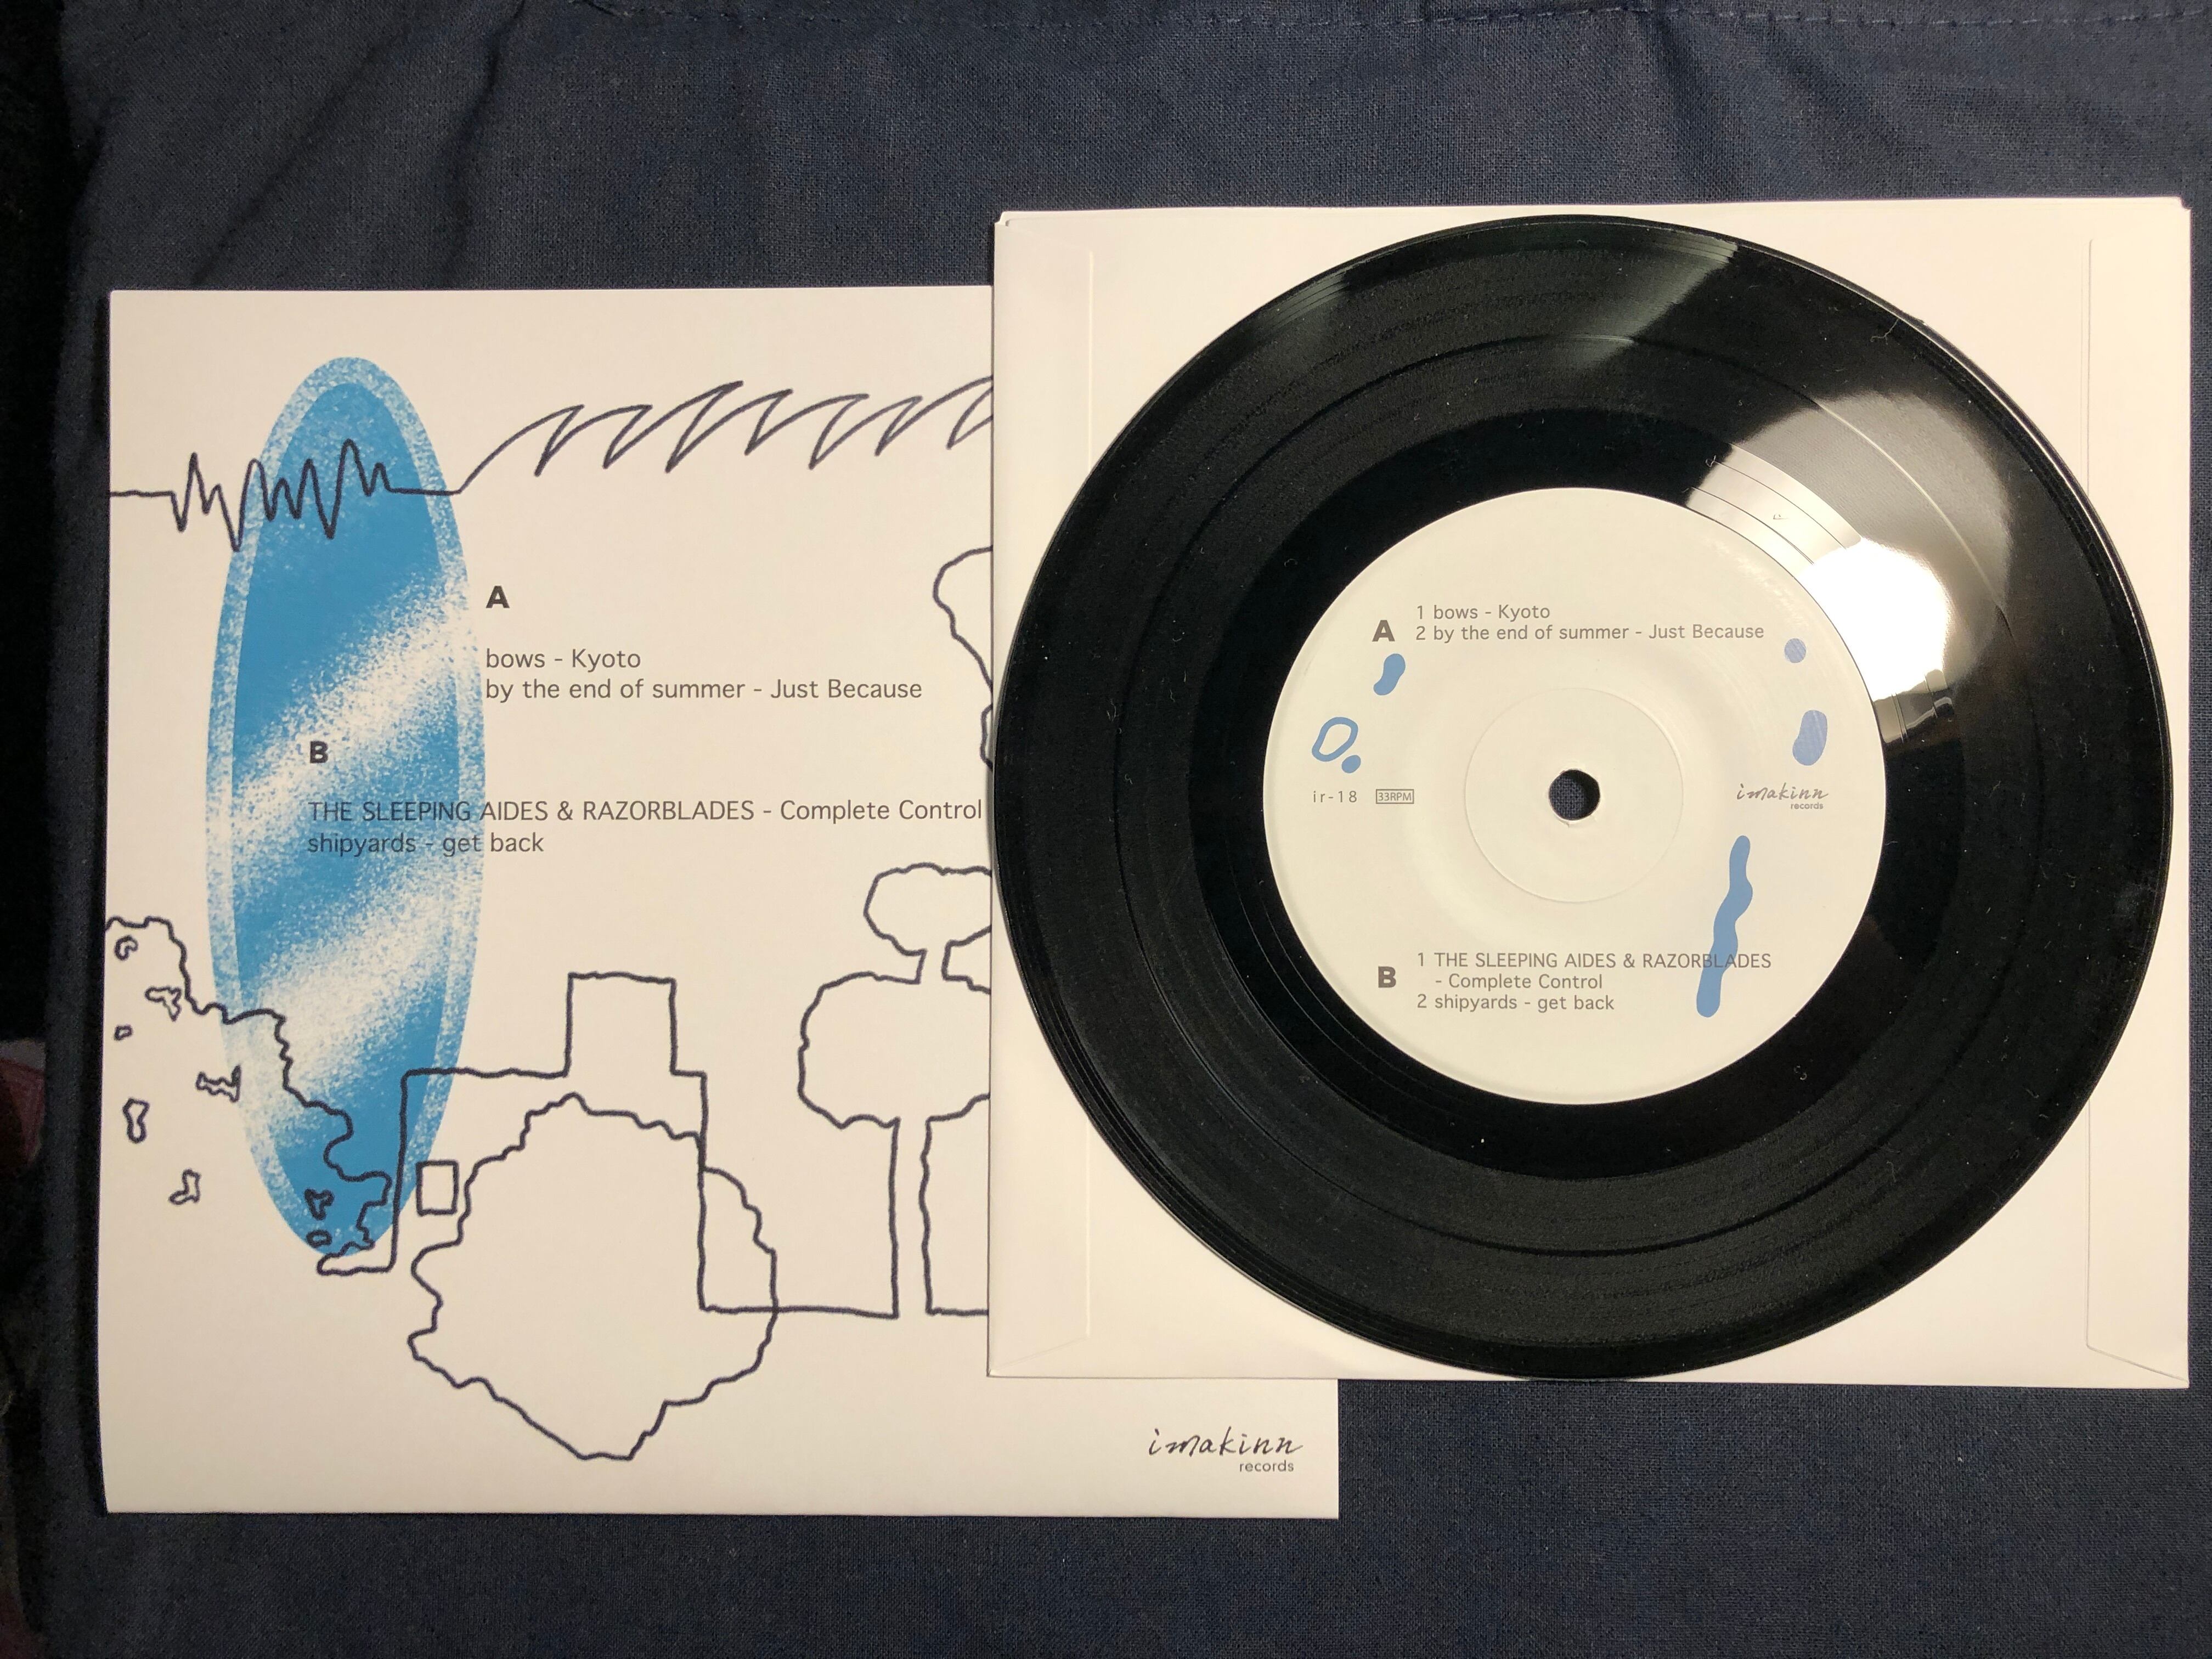 A
bows - Kyoto
by the end of summer - Just Because
B
THE SLEEPING AIDES & RAZORBLADES - Complete Control
shipyards - get back
imakinn
records
A
1 bows - Kyoto
2 by the end of summer - Just Because
ir-18 33RPM
imakinn
records
B
1 THE SLEEPING AIDES & RAZORBLADES
- Complete Control
2 shipyards - get back